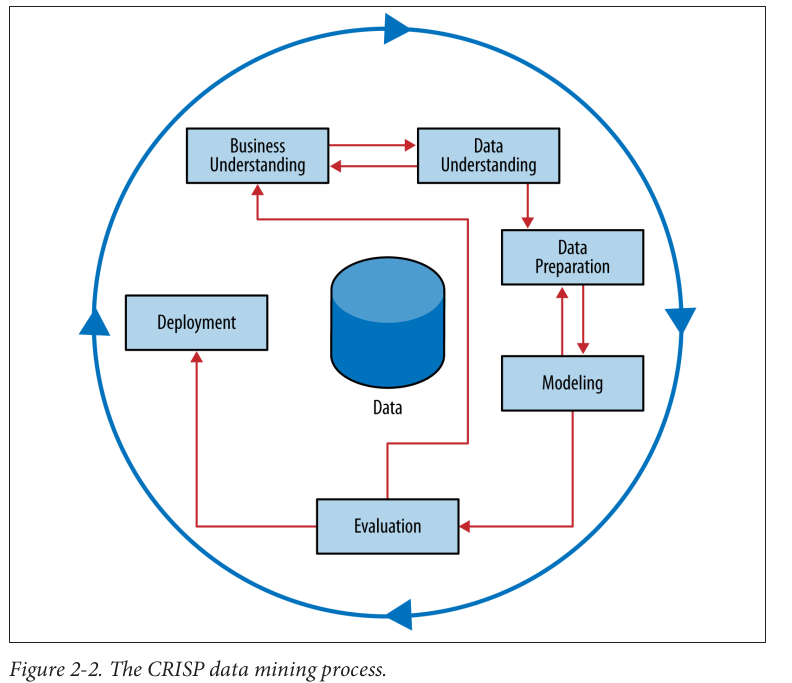 Business
Understanding
Data
Understanding
Data
Preparation
Deployment
Modeling
Data
Evaluation
Figure 2-2. The CRISP data mining process.